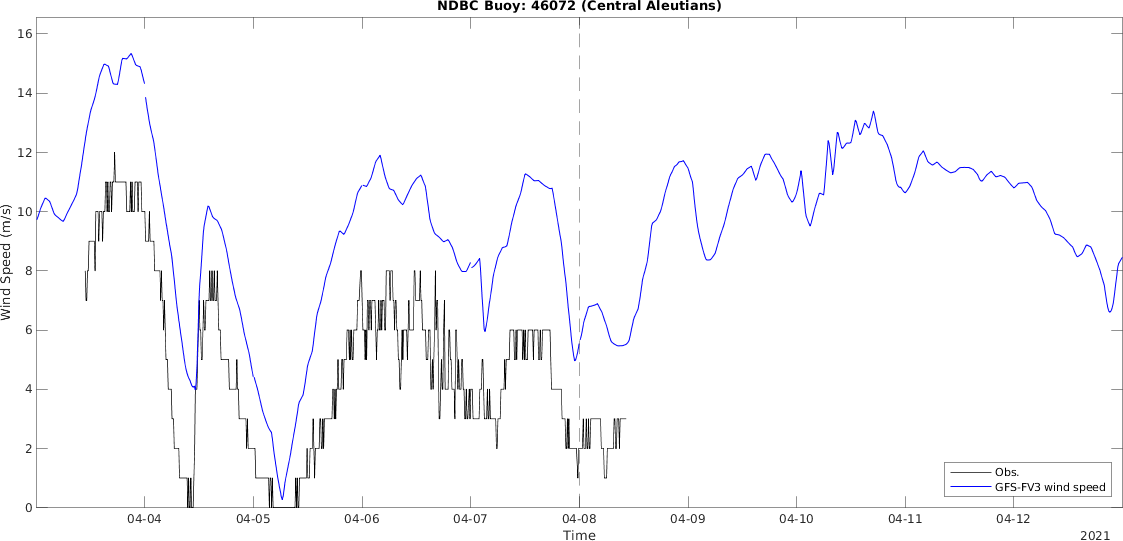 NDBC Buoy: 46072 (Central Aleutians)
16
14
12
10
8
6
4
2
0
Wind Speed (m/s)
04-04 04-05 04-06 04-07 04-08 04-09 04-10 04-11 04-12
Time
2021
Obs.
GFS-FV3 wind speed